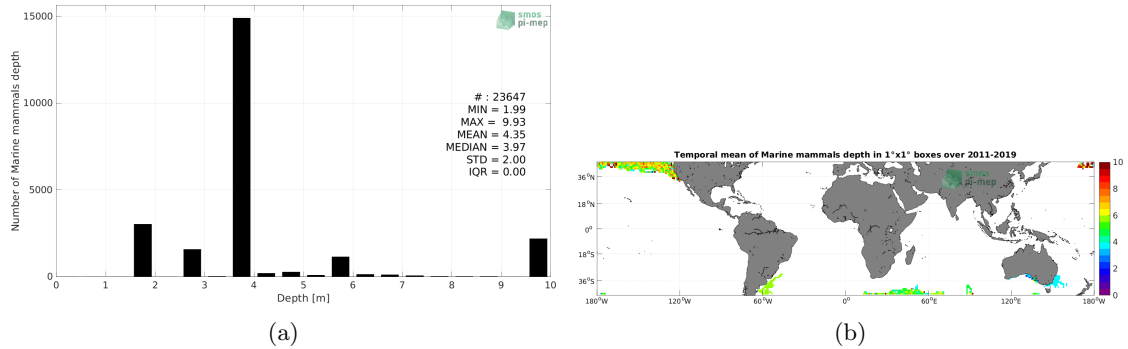 smos
pi-mep
Number of Marine mammals depth
15000
10000
5000
0
# : 23647
MIN = 1.99
MAX = 9.93
MEAN = 4.35
MEDIAN = 3.97
STD = 2.00
IQR = 0.00
0 1 2 3 4 5 6 7 8 9 10
Depth [m]
(a)
Temporal mean of Marine mammals depth in 1°x1° boxes over 2011-2019
smos
pi-mep
36°N
18°N
0°
18°S
36°S
180°W 120°W 60°W 0° 60°E 120°E 180°W
10
8
6
4
2
0
(b)